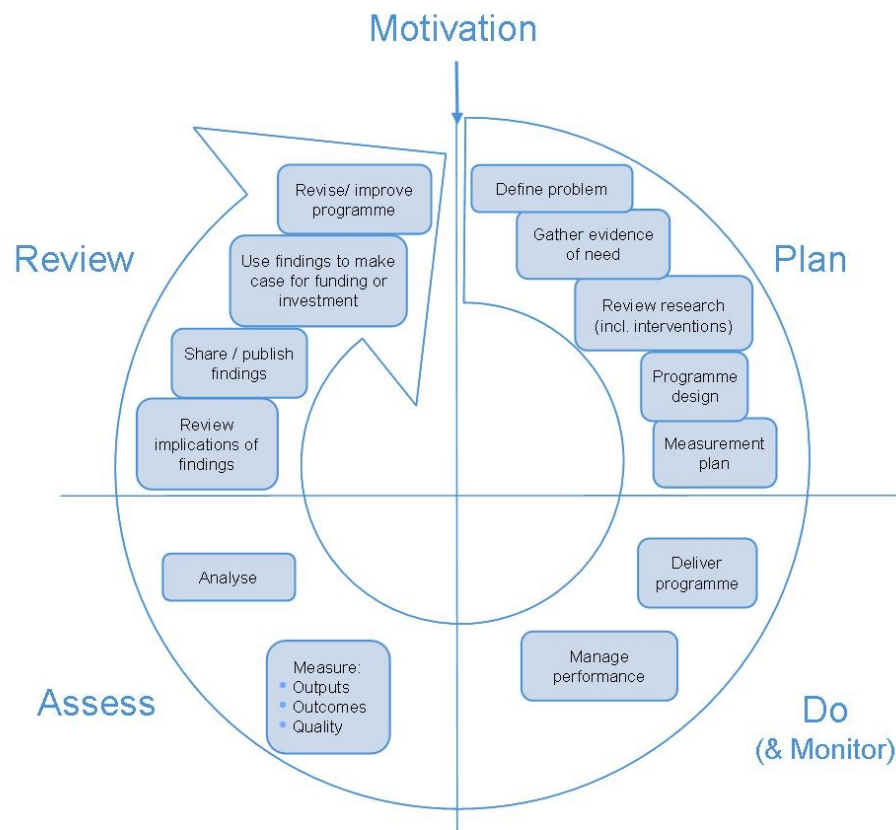 Motivation
Plan
Define problem
Gather evidence
of need
Review research
(incl. interventions)
Programme
design
Measurement
plan
Do
(& Monitor)
Deliver
programme
Manage
performance
Assess
Measure:
Outputs
Outcomes
Quality
Analyse
Review
Review
implications of
findings
Share / publish
findings
Use findings to make
case for funding or
investment
Revise/ improve
programme